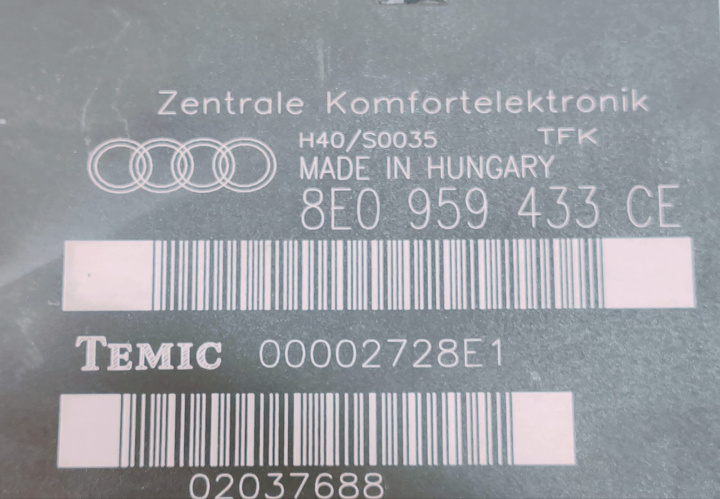 Zentrale Komfortelektronik
H40/S0035 TFK
MADE IN HUNGARY
8E0 959 433 CE
TEMIC 00002728E1
02037688